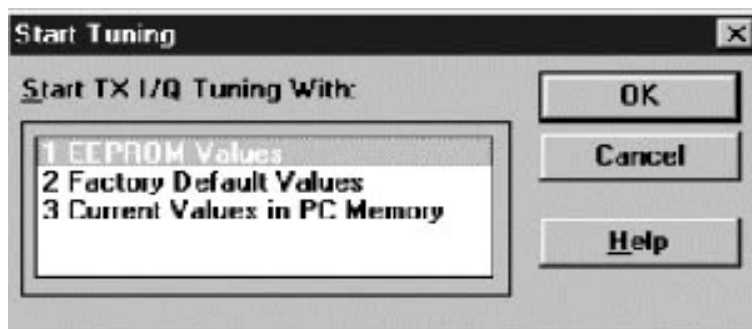 Start Tuning
Start TX I/Q Tuning With:
1 EEPROM Values
2 Factory Default Values
3 Current Values in PC Memory
OK
Cancel
Help